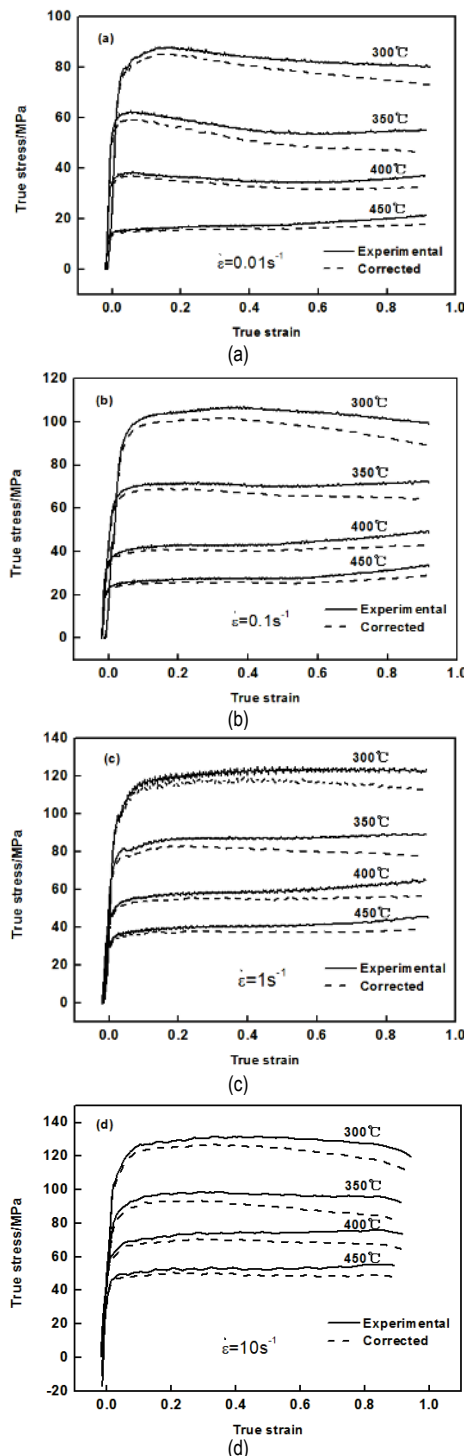 100
(a)
80
60
40
20
0
True stress/MPa
300℃
350℃
400℃
450℃
ε̇=0.01s⁻¹
Experimental
Corrected
0.0 0.2 0.4 0.6 0.8 1.0
True strain
(a)
120
(b)
100
80
60
40
20
0
True stress/MPa
300℃
350℃
400℃
450℃
ε̇=0.1s⁻¹
Experimental
Corrected
0.0 0.2 0.4 0.6 0.8 1.0
True strain
(b)
140
(c)
120
100
80
60
40
20
0
True stress/MPa
300℃
350℃
400℃
450℃
ε̇=1s⁻¹
Experimental
Corrected
0.0 0.2 0.4 0.6 0.8 1.0
True strain
(c)
140
(d)
120
100
80
60
40
20
0
-20
True stress/MPa
300℃
350℃
400℃
450℃
ε̇=10s⁻¹
Experimental
Corrected
0.0 0.2 0.4 0.6 0.8 1.0
True strain
(d)